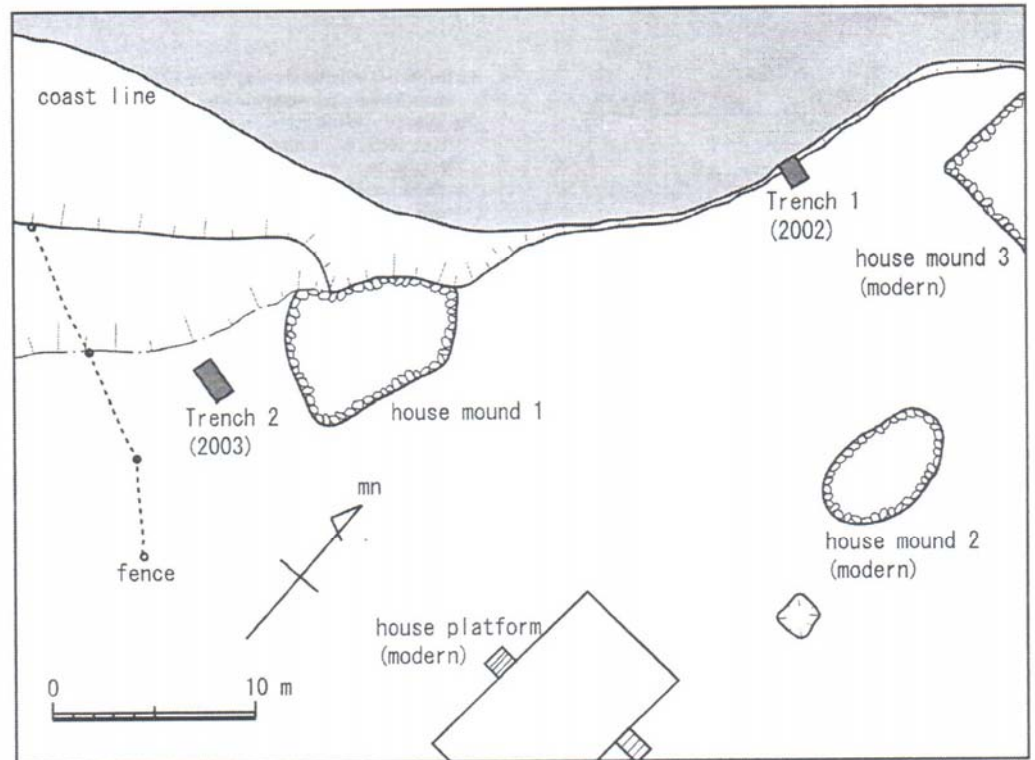 coast line
Trench 1
(2002)
house mound 3
(modern)
Trench 2
(2003)
house mound 1
mn
house mound 2
(modern)
fence
house platform
(modern)
0 10 m